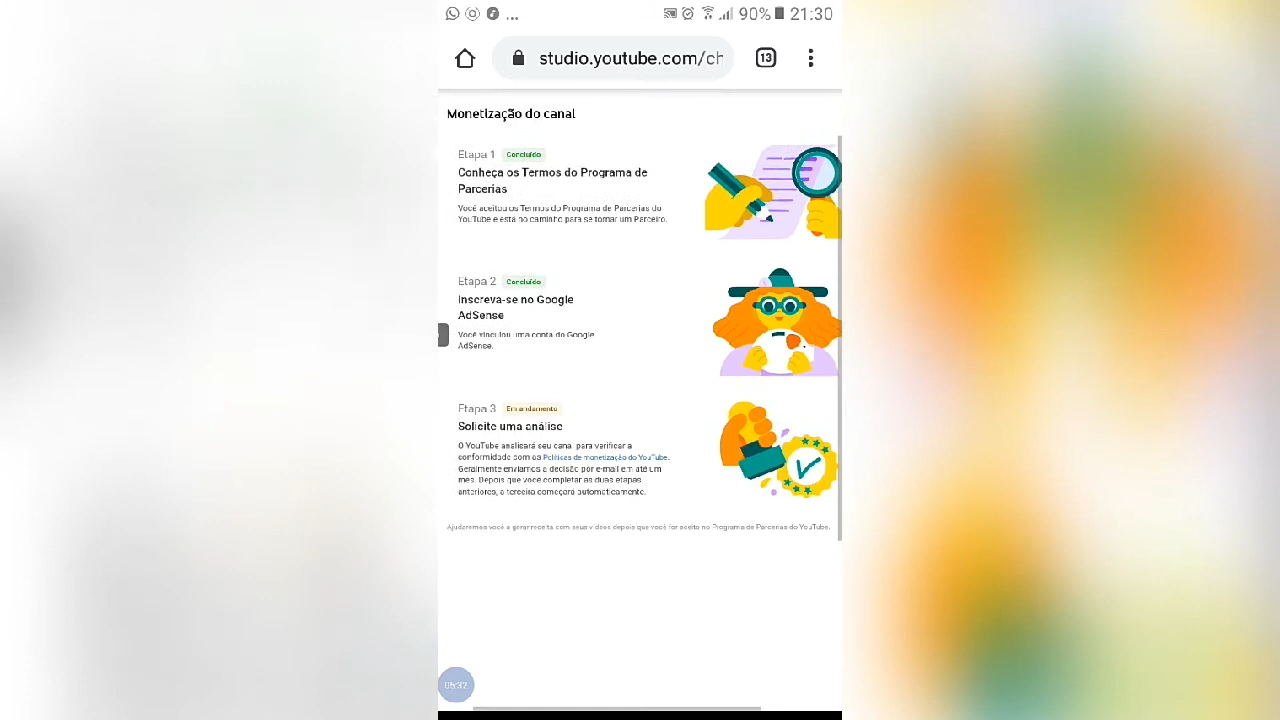 ... 90% 21:30
studio.youtube.com/ch 13
Monetização do canal
Etapa 1 Concluído
Conheça os Termos do Programa de
Parcerias
Você aceitou os Termos do Programa de Parcerias do
YouTube e está no caminho para se tornar um Parceiro.
Etapa 2 Concluído
Inscreva-se no Google
AdSense
Você vinculou uma conta do Google
AdSense.
Etapa 3 Em andamento
Solicite uma análise
O YouTube analisará seu canal para verificar a
conformidade com as Políticas de monetização do YouTube.
Geralmente enviamos a decisão por e-mail em até um
mês. Depois que você completar as duas etapas
anteriores, a terceira começará automaticamente.
Ajudaremos você a gerar receita com seus vídeos depois que você for aceito no Programa de Parcerias do YouTube.
05:32